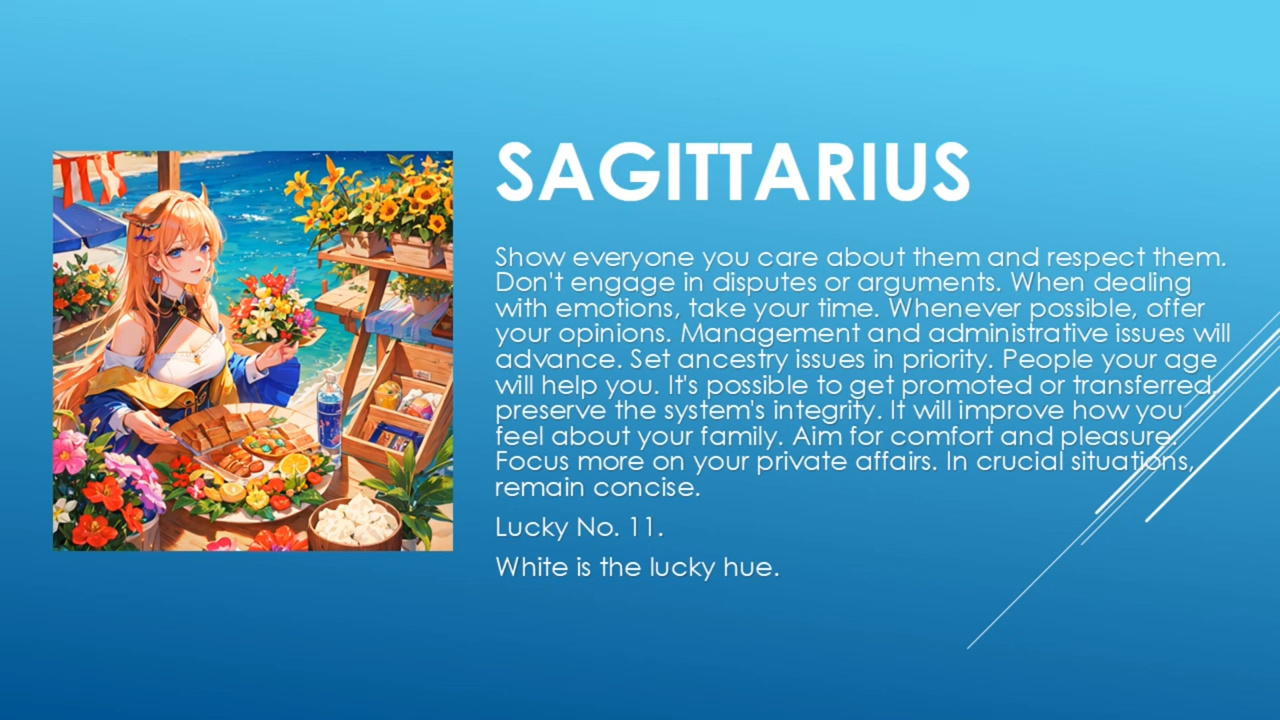 SAGITTARIUS
Show everyone you care about them and respect them.
Don't engage in disputes or arguments. When dealing
with emotions, take your time. Whenever possible, offer
your opinions. Management and administrative issues will
advance. Set ancestry issues in priority. People your age
will help you. It's possible to get promoted or transferred,
preserve the system's integrity. It will improve how you
feel about your family. Aim for comfort and pleasure.
Focus more on your private affairs. In crucial situations,
remain concise.
Lucky No. 11.
White is the lucky hue.